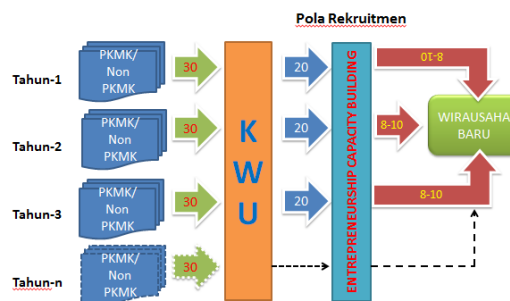 Pola Rekruitmen
Tahun-1
PKMK/
Non
PKMK
30
20
8-10
Tahun-2
PKMK/
Non
PKMK
30
KWU
20
ENTREPRENEURSHIP CAPACITY BUILDING
8-10
WIRAUSAHA
BARU
Tahun-3
PKMK/
Non
PKMK
30
20
8-10
Tahun-n
PKMK/
Non
PKMK
30